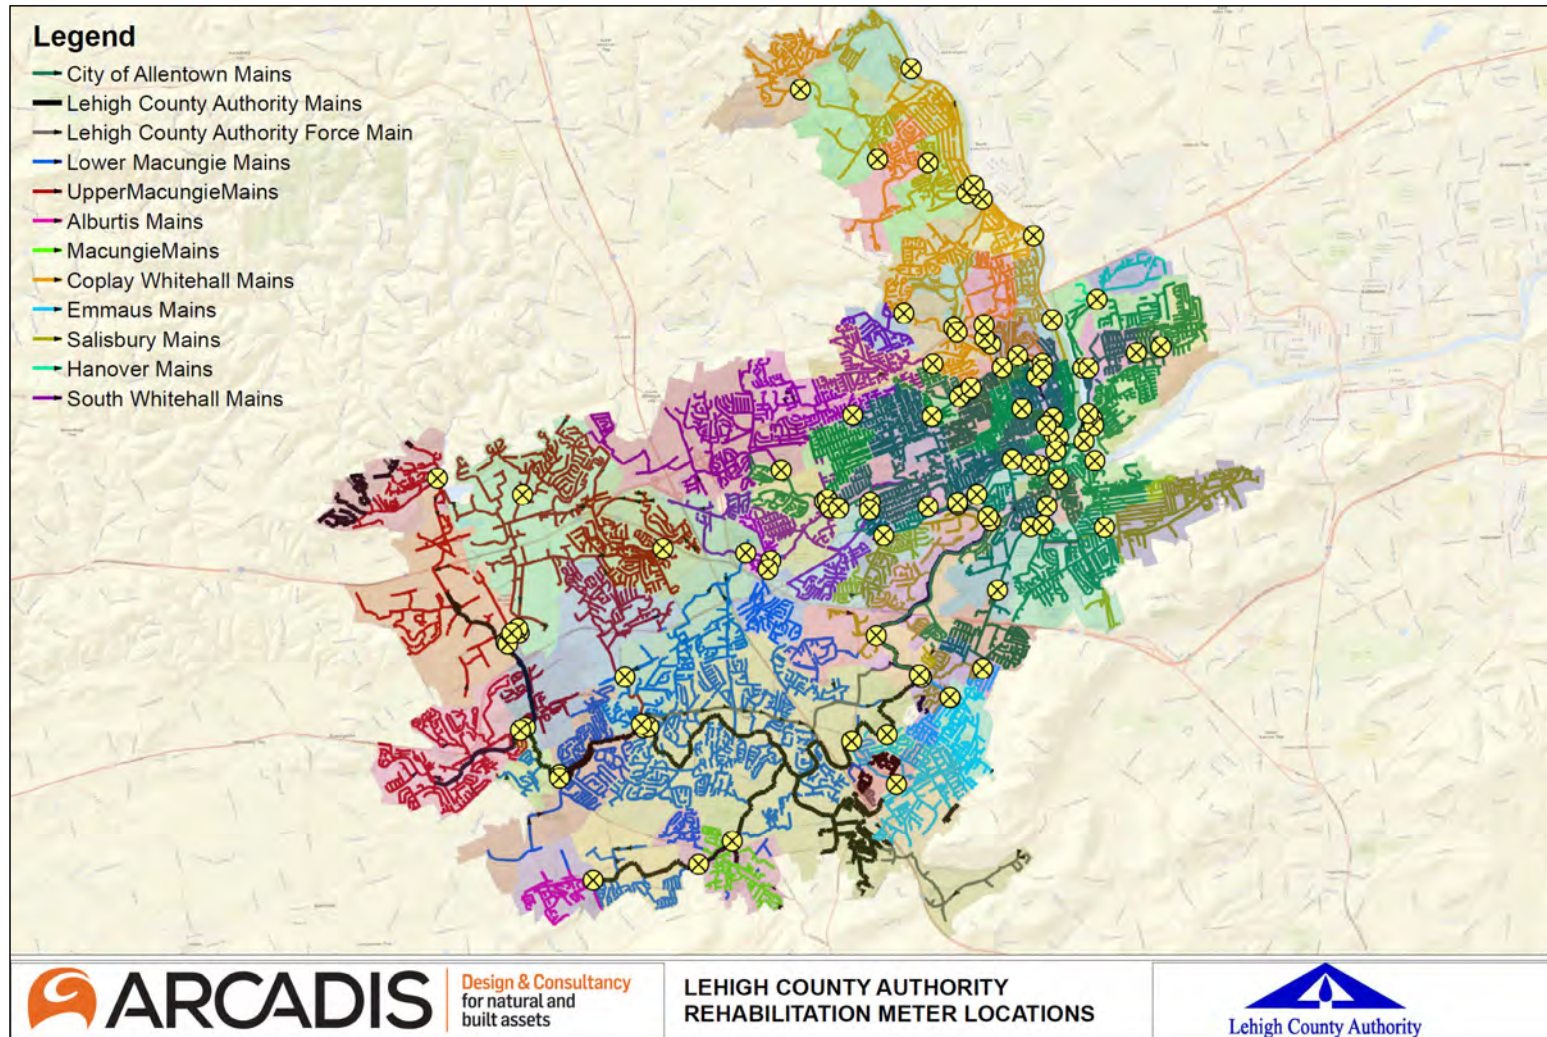 Legend
City of Allentown Mains
Lehigh County Authority Mains
Lehigh County Authority Force Main
Lower Macungie Mains
UpperMacungieMains
Alburtis Mains
MacungieMains
Coplay Whitehall Mains
Emmaus Mains
Salisbury Mains
Hanover Mains
South Whitehall Mains
ARCADIS
Design & Consultancy
for natural and
built assets
LEHIGH COUNTY AUTHORITY
REHABILITATION METER LOCATIONS
Lehigh County Authority